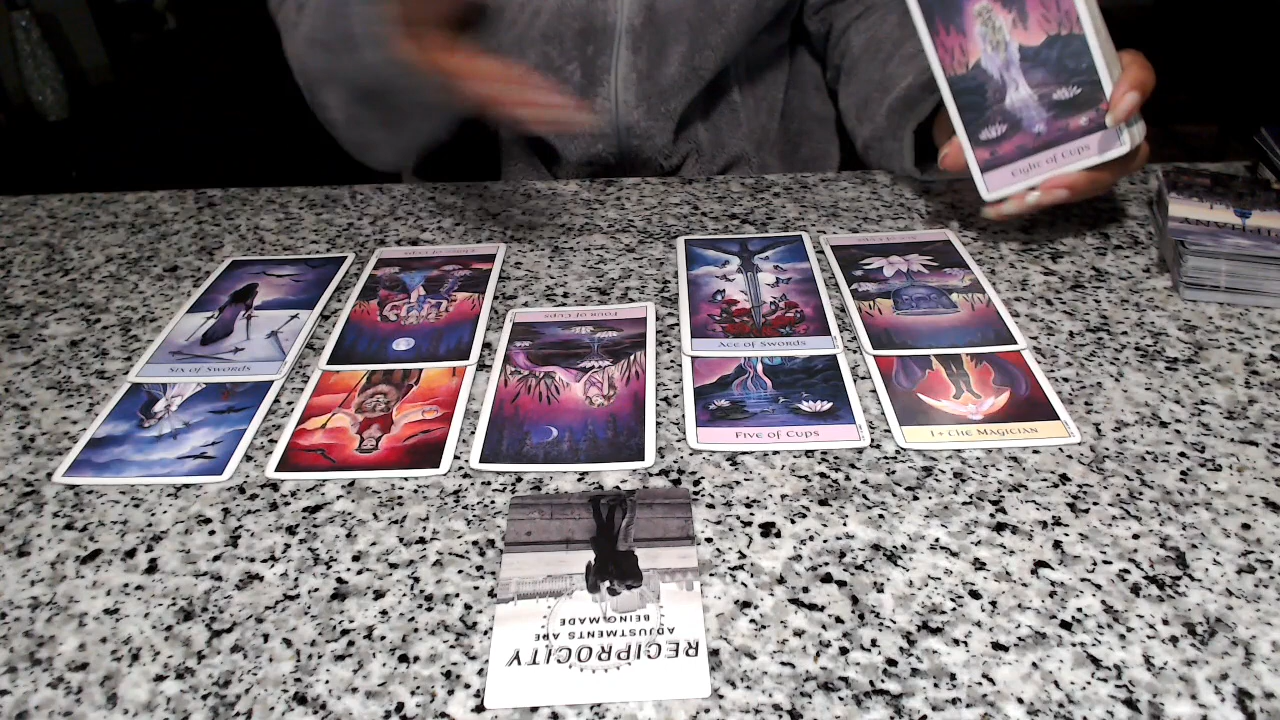 Eight of Cups
Six of Swords
Four of Cups
Ace of Swords
Five of Cups
I + The Magician
RECIPROCITY
ADJUSTMENTS ARE
BEING MADE